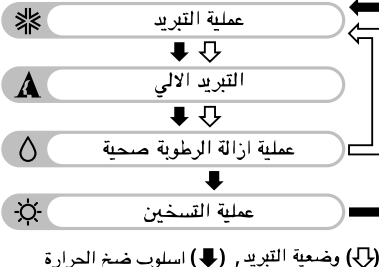 عملية التبريد
التبريد الالي
عملية ازالة الرطوبة صحية
عملية التسخين
(⇩) وضعية التبريد, (⬇) اسلوب ضخ الحرارة